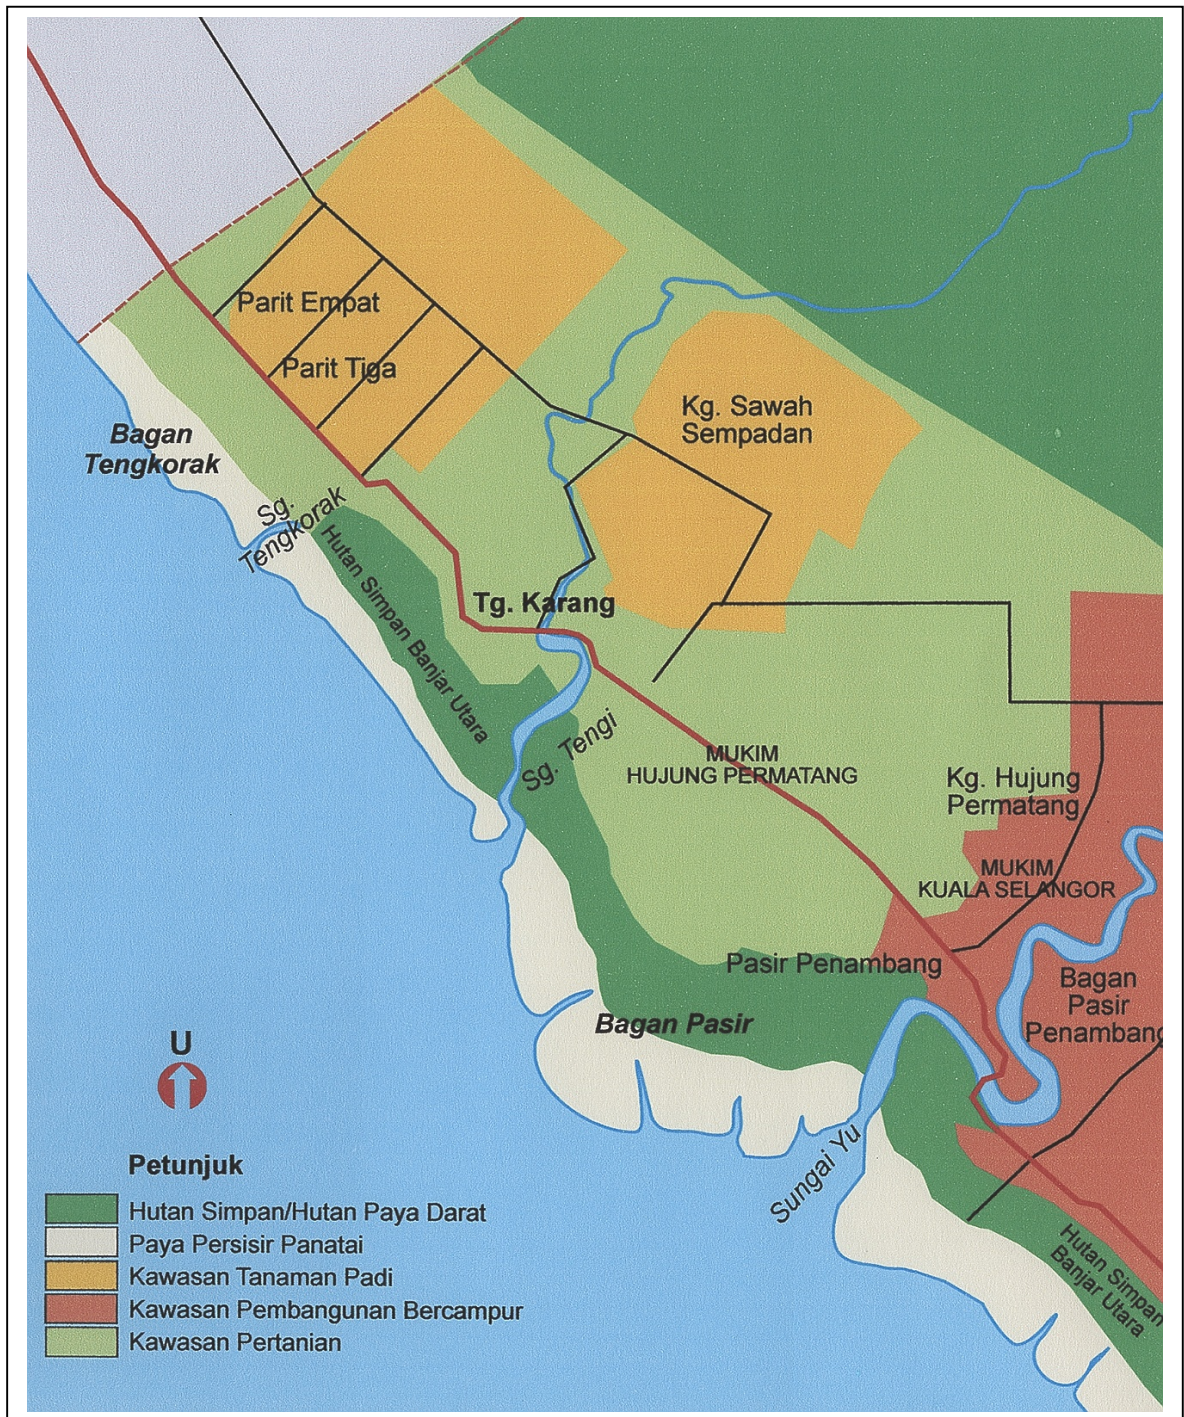 Parit Empat
Parit Tiga
Kg. Sawah
Sempadan
Bagan
Tengkorak
Sg.
Tengkorak
Hutan Simpan Banjar Utara
Tg. Karang
Sg. Tengi
MUKIM
HUJUNG PERMATANG
Kg. Hujung
Permatang
MUKIM
KUALA SELANGOR
Pasir Penambang
Bagan
Pasir
Penambang
Bagan Pasir
U
Sungai Yu
Hutan Simpan
Banjar Utara
Petunjuk
Hutan Simpan/Hutan Paya Darat
Paya Persisir Panatai
Kawasan Tanaman Padi
Kawasan Pembangunan Bercampur
Kawasan Pertanian